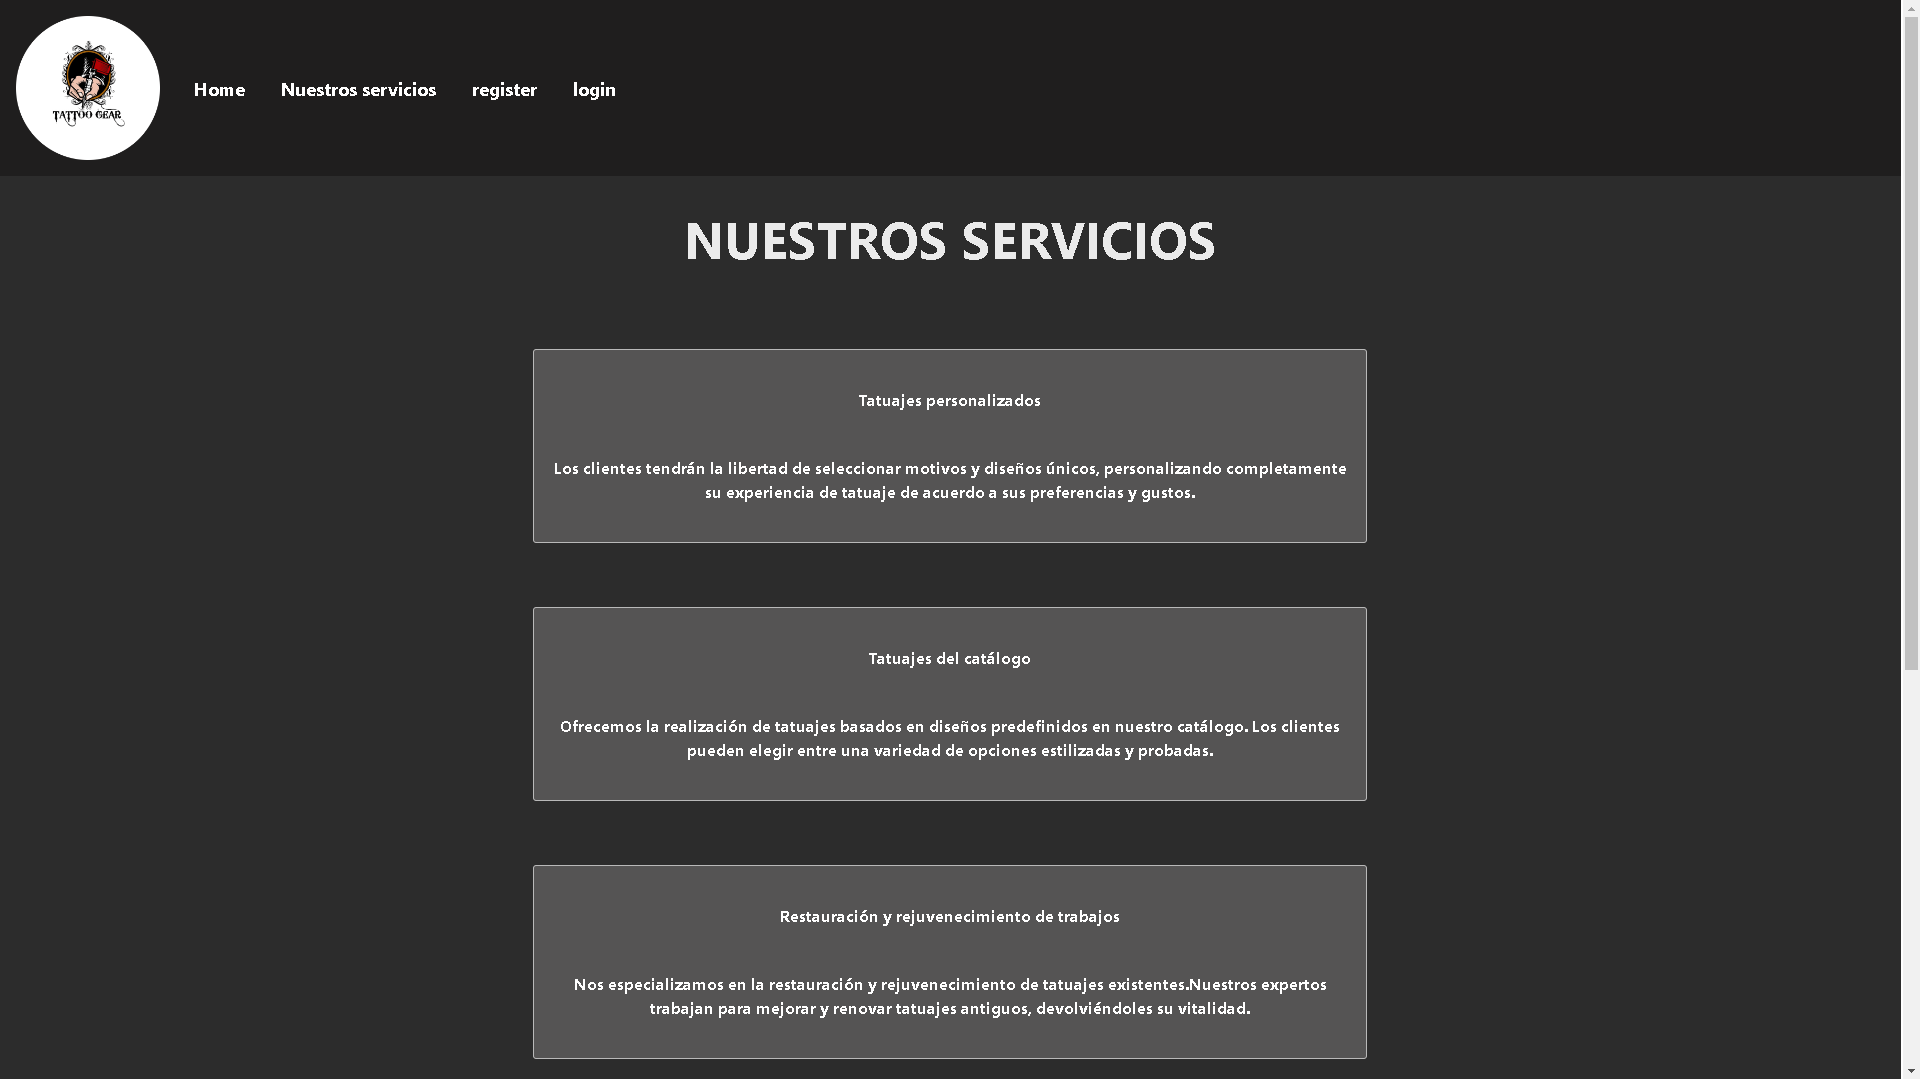 TATTOO GEAR
Home
Nuestros servicios
register
login
NUESTROS SERVICIOS
Tatuajes personalizados
Los clientes tendrán la libertad de seleccionar motivos y diseños únicos, personalizando completamente
su experiencia de tatuaje de acuerdo a sus preferencias y gustos.
Tatuajes del catálogo
Ofrecemos la realización de tatuajes basados en diseños predefinidos en nuestro catálogo. Los clientes
pueden elegir entre una variedad de opciones estilizadas y probadas.
Restauración y rejuvenecimiento de trabajos
Nos especializamos en la restauración y rejuvenecimiento de tatuajes existentes.Nuestros expertos
trabajan para mejorar y renovar tatuajes antiguos, devolviéndoles su vitalidad.